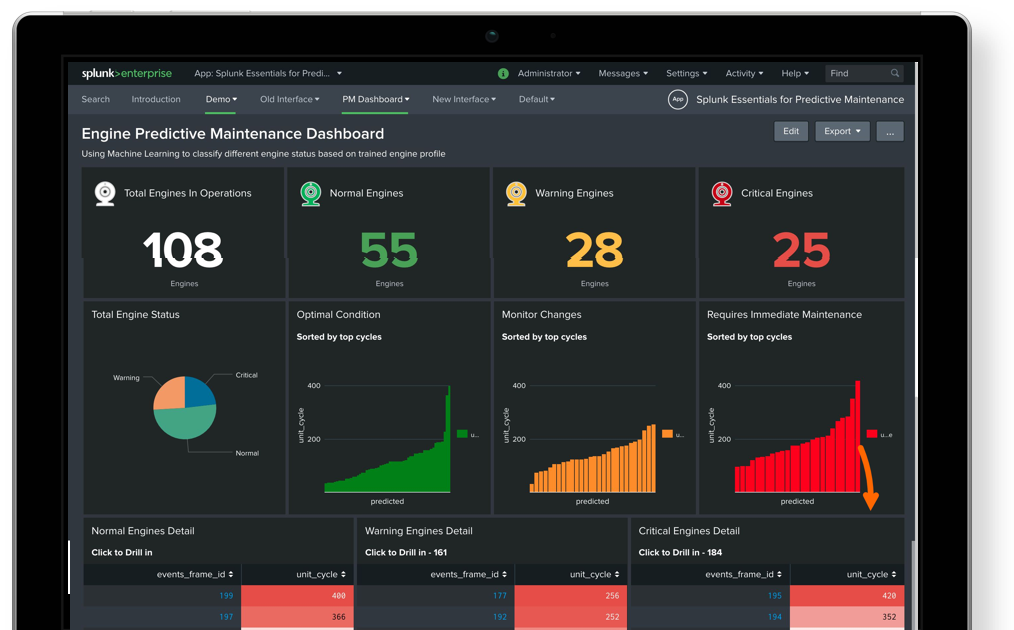 splunk>enterprise App: Splunk Essentials for Predi... i Administrator Messages Settings Activity Help Find
Search Introduction Demo Old Interface PM Dashboard New Interface Default App Splunk Essentials for Predictive Maintenance
Engine Predictive Maintenance Dashboard
Edit Export ...
Using Machine Learning to classify different engine status based on trained engine profile
Total Engines In Operations
108
Engines
Normal Engines
55
Engines
Warning Engines
28
Engines
Critical Engines
25
Engines
Total Engine Status
Warning
Critical
Normal
Optimal Condition
Sorted by top cycles
400
200
unit_cycle
u...
predicted
Monitor Changes
Sorted by top cycles
400
200
unit_cycle
u...
predicted
Requires Immediate Maintenance
Sorted by top cycles
400
200
unit_cycle
u...e
predicted
Normal Engines Detail
Click to Drill in
events_frame_id unit_cycle
199 400
197 366
Warning Engines Detail
Click to Drill in - 161
events_frame_id unit_cycle
177 256
192 252
Critical Engines Detail
Click to Drill in - 184
events_frame_id unit_cycle
195 420
194 352